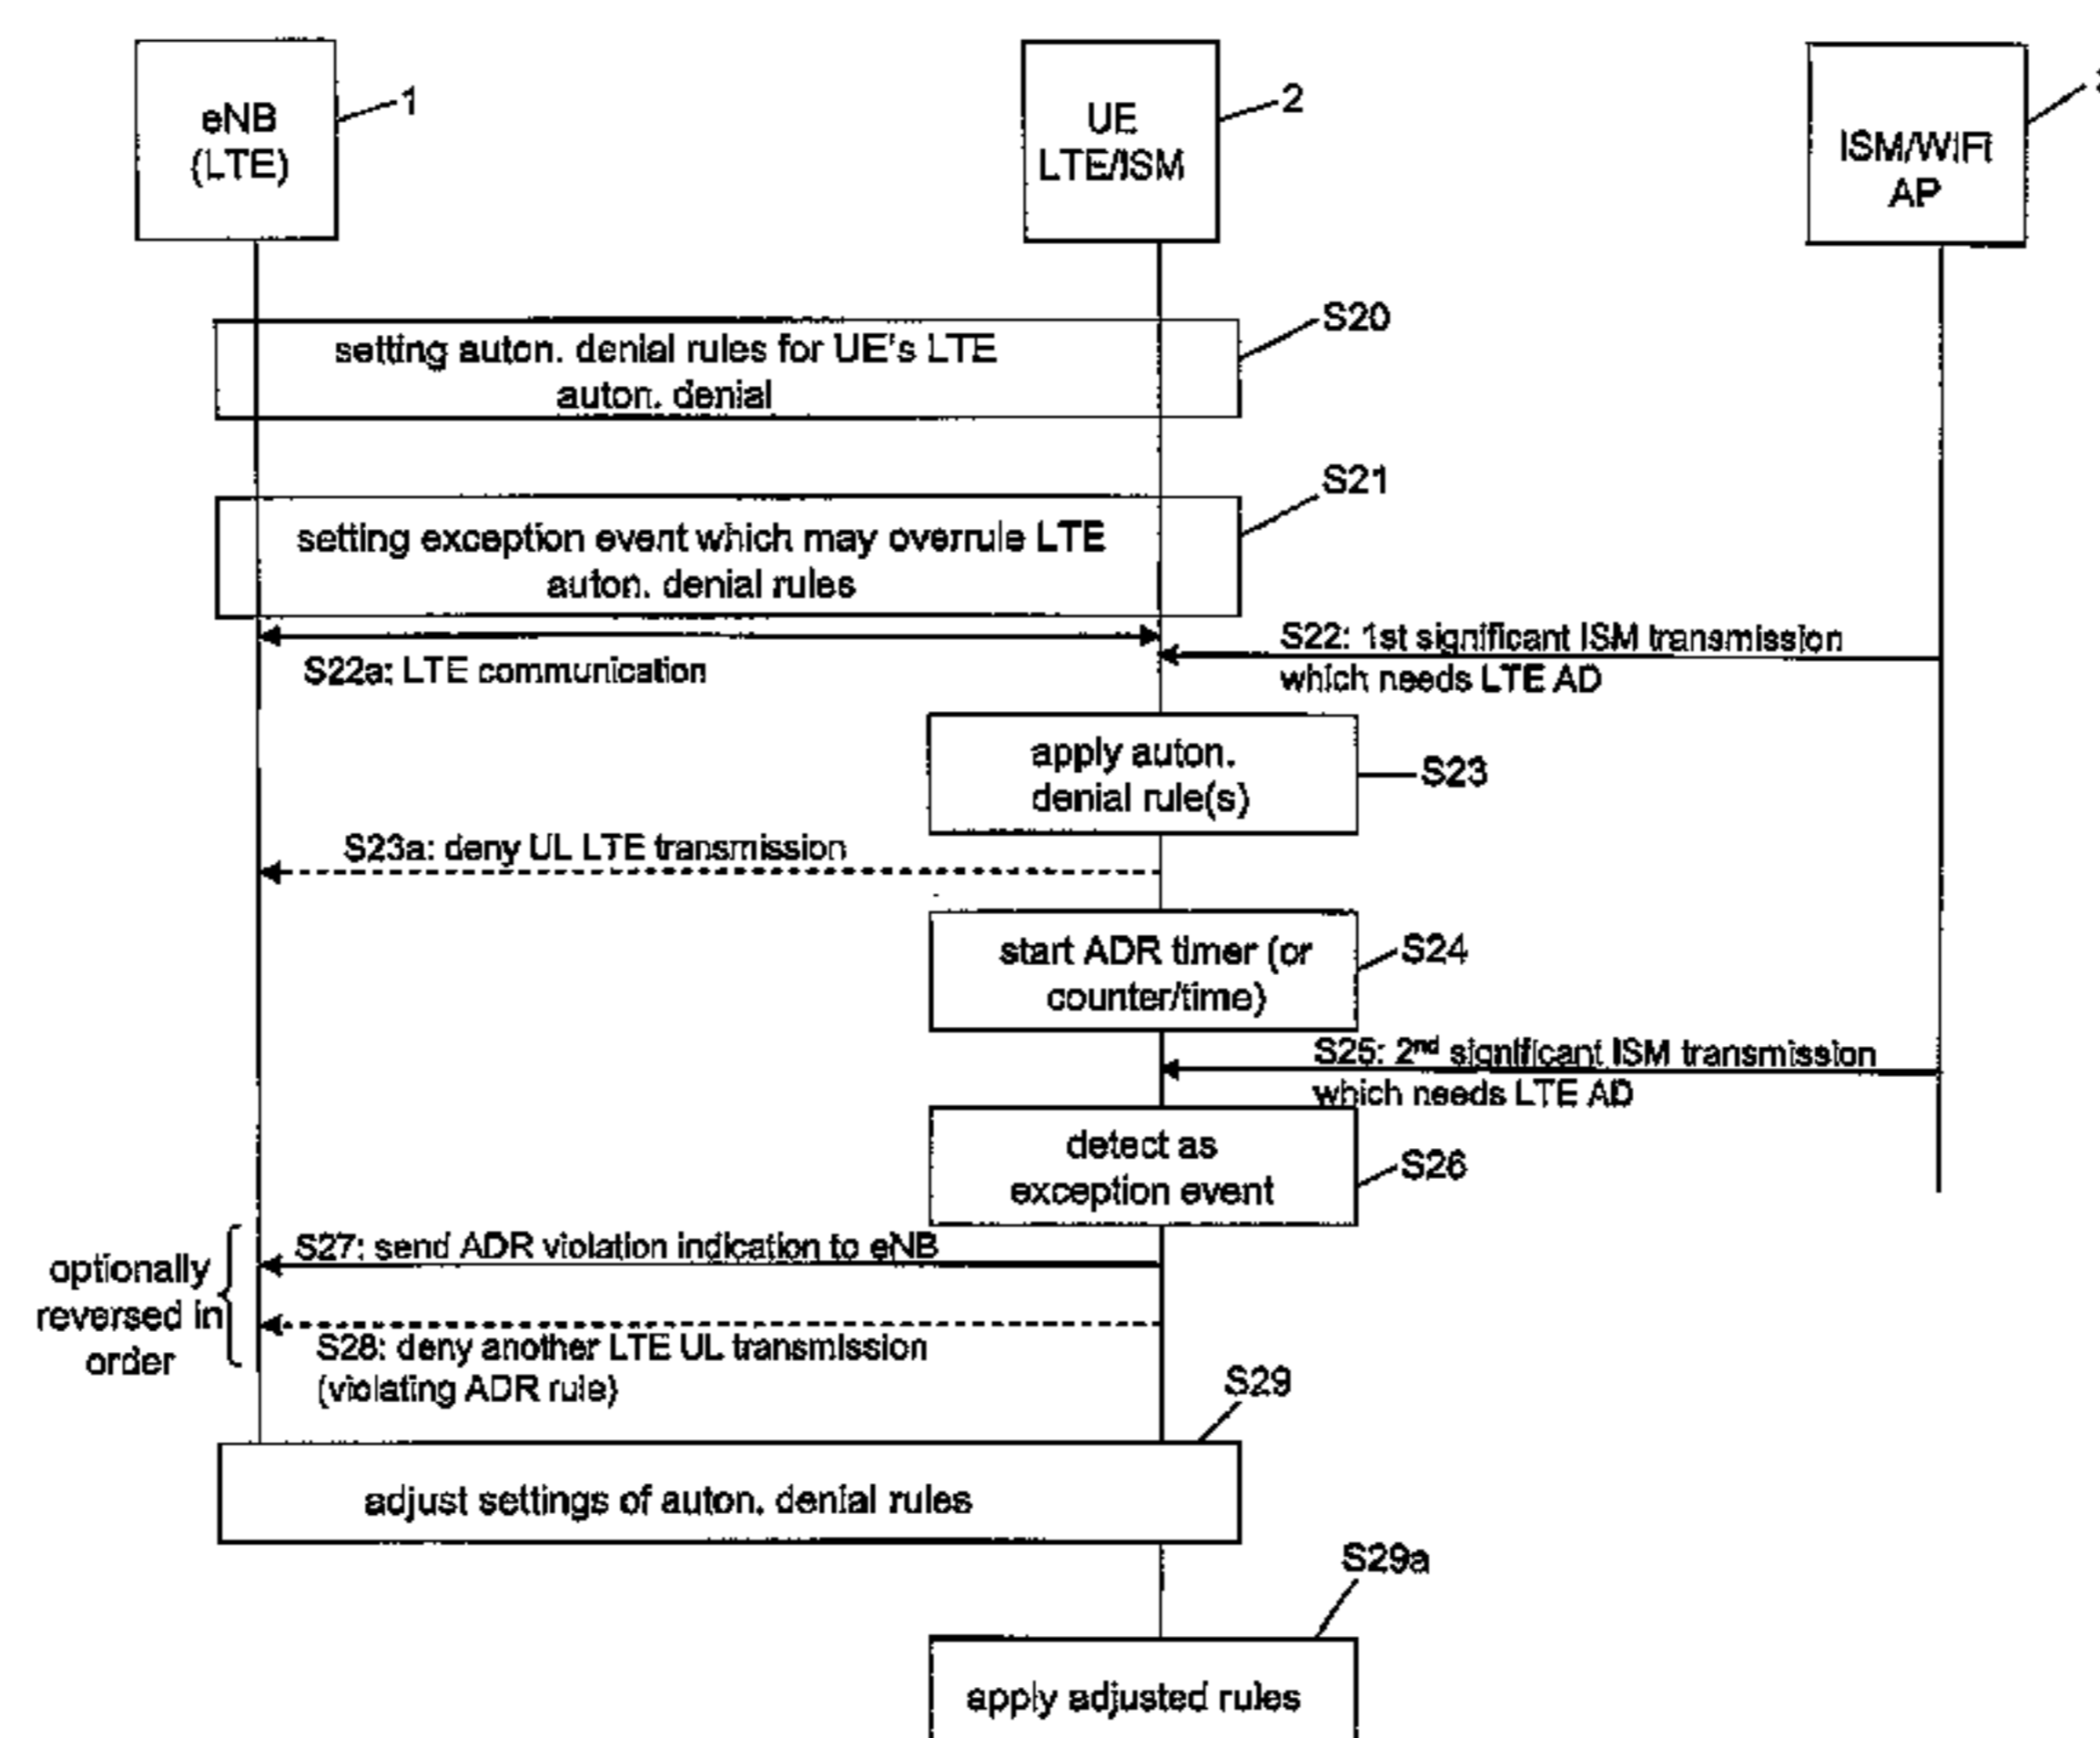 eNB
(LTE)
1
UE
LTE/ISM
2
ISM/WiFi
AP
setting auton. denial rules for UE's LTE
auton. denial
S20
setting exception event which may overrule LTE
auton. denial rules
S21
S22a: LTE communication
S22: 1st significant ISM transmission
which needs LTE AD
apply auton.
denial rule(s)
S23
S23a: deny UL LTE transmission
start ADR timer (or
counter/time)
S24
S25: 2nd significant ISM transmission
which needs LTE AD
detect as
exception event
S26
optionally
reversed in
order
S27: send ADR violation indication to eNB
S28: deny another LTE UL transmission
(violating ADR rule)
S29
adjust settings of auton. denial rules
S29a
apply adjusted rules